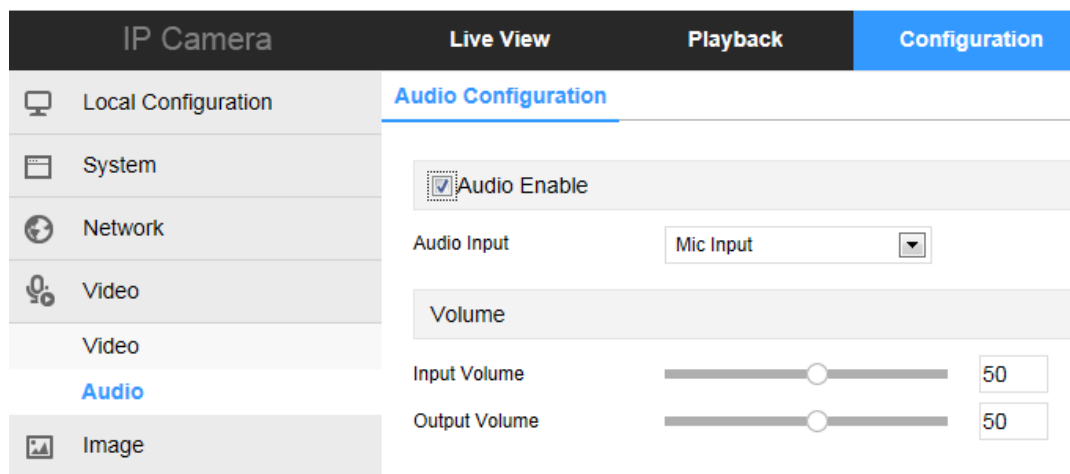 IP Camera Live View Playback Configuration
Local Configuration
System
Network
Video
Video
Audio
Image
Audio Configuration
Audio Enable
Audio Input Mic Input
Volume
Input Volume 50
Output Volume 50